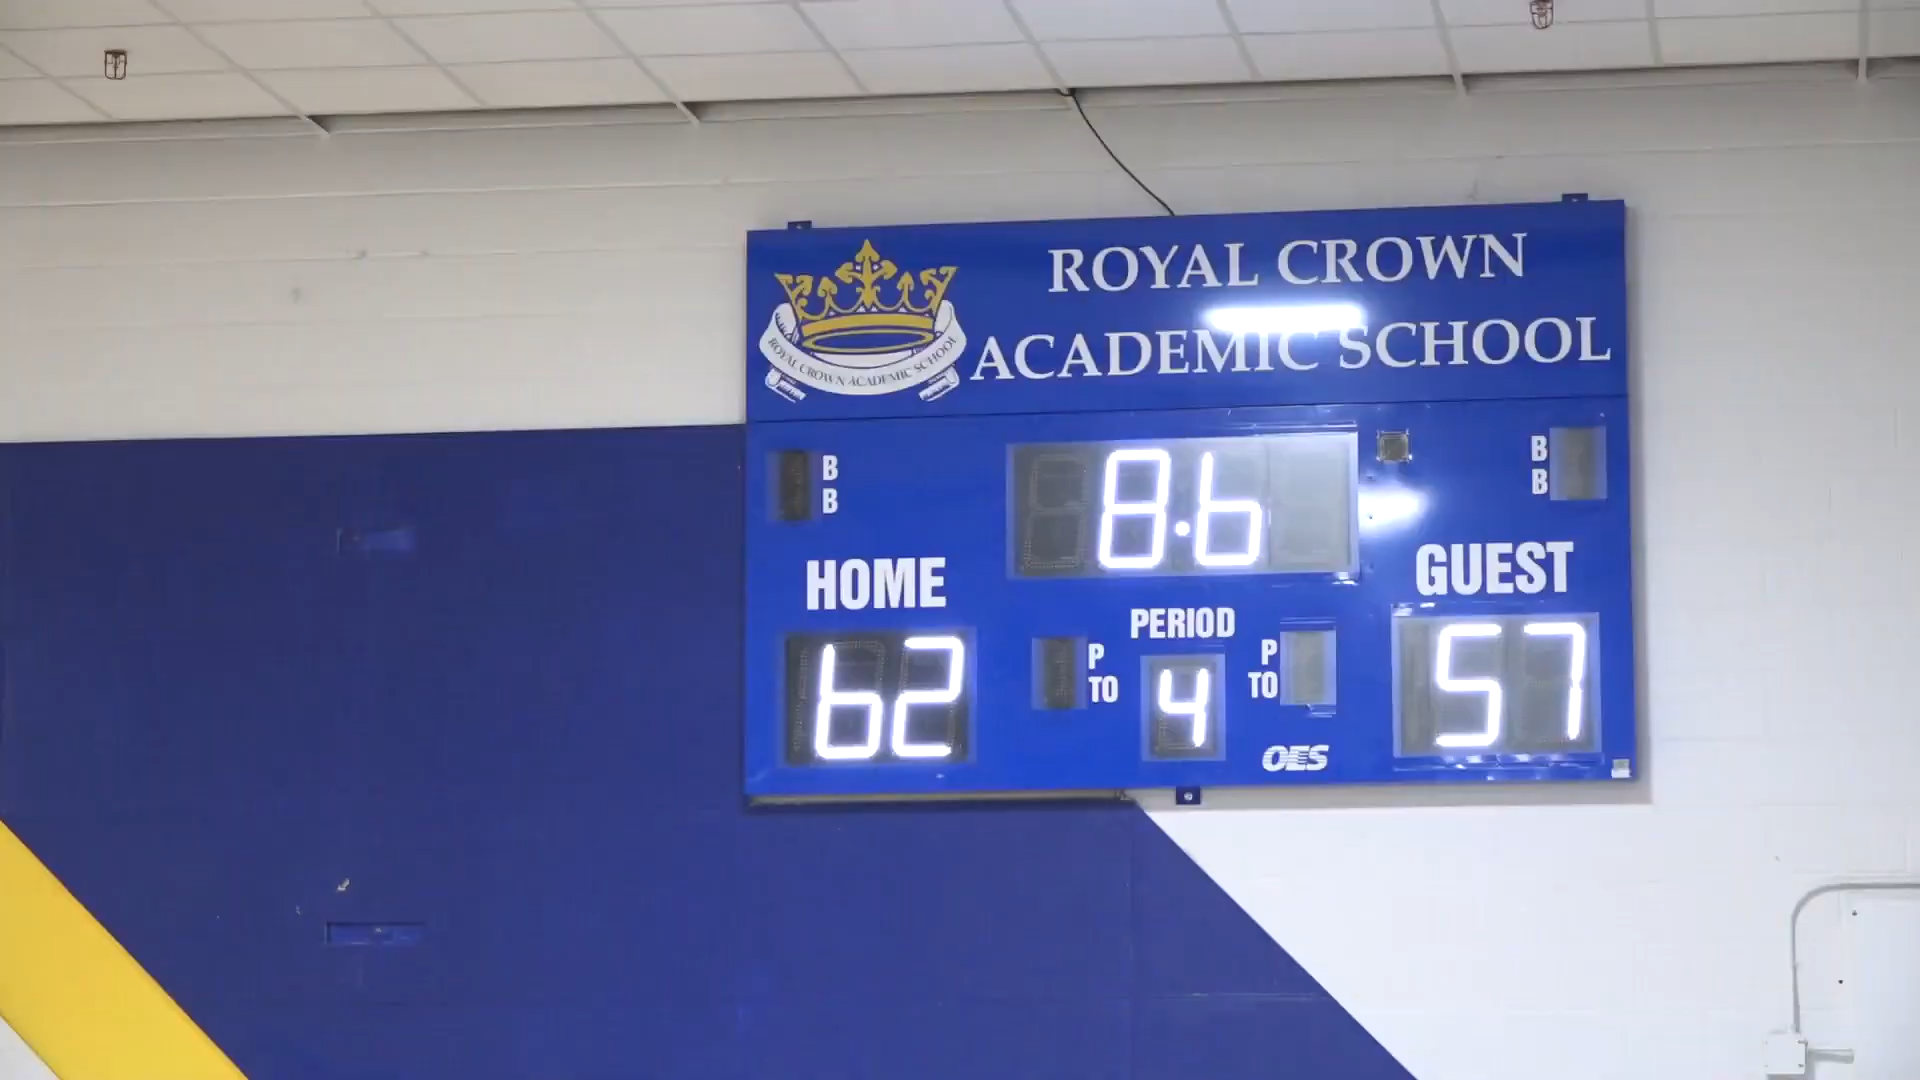 ROYAL CROWN
ACADEMIC SCHOOL
ROYAL CROWN ACADEMIC SCHOOL
B
B
8.6
B
B
HOME
GUEST
PERIOD
62
P
TO
4
P
TO
57
OES